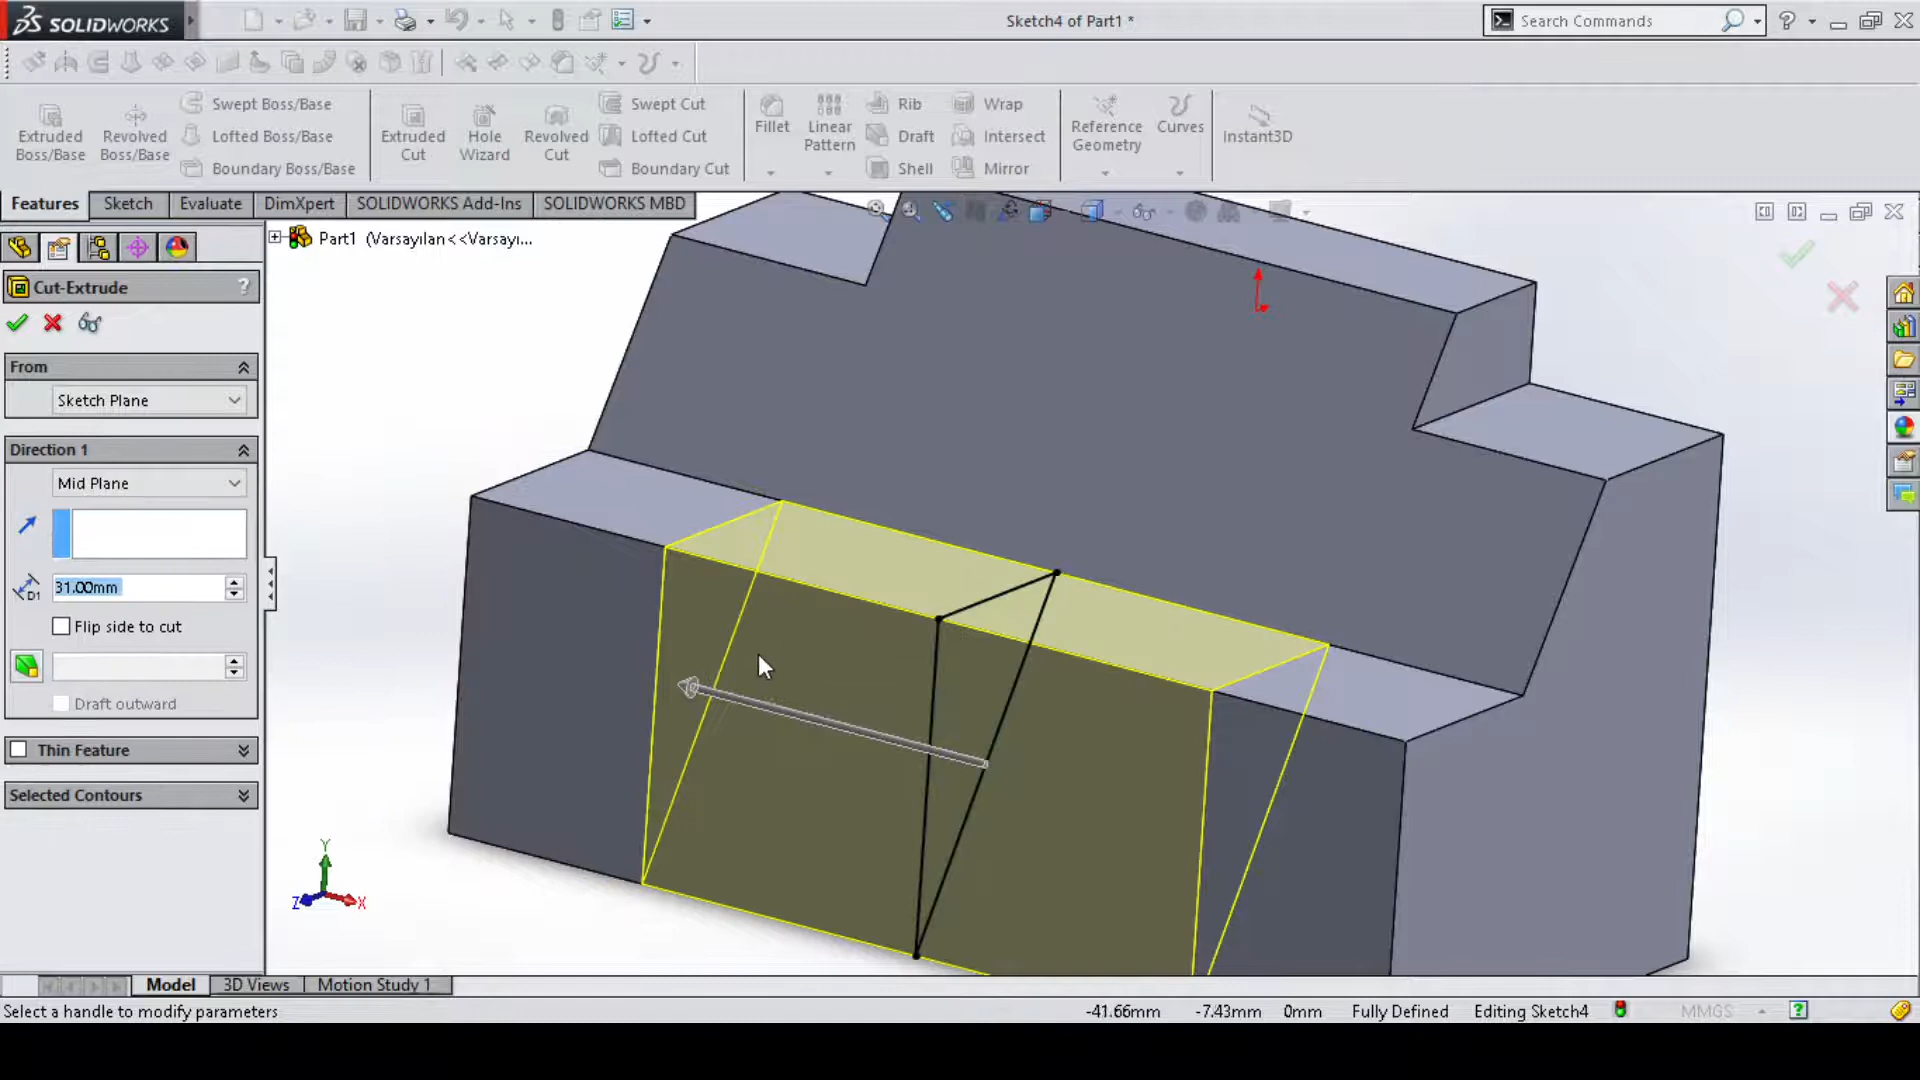 SOLIDWORKS
Sketch4 of Part1 *
Search Commands
?
Extruded Boss/Base
Revolved Boss/Base
Swept Boss/Base
Lofted Boss/Base
Boundary Boss/Base
Extruded Cut
Hole Wizard
Revolved Cut
Swept Cut
Lofted Cut
Boundary Cut
Fillet
Linear Pattern
Rib
Draft
Shell
Wrap
Intersect
Mirror
Reference Geometry
Curves
Instant3D
Features
Sketch
Evaluate
DimXpert
SOLIDWORKS Add-Ins
SOLIDWORKS MBD
Part1 (Varsayılan<<Varsayı...
Cut-Extrude
?
From
Sketch Plane
Direction 1
Mid Plane
D1
31.00mm
Flip side to cut
Draft outward
Thin Feature
Selected Contours
Y
Z
X
Model
3D Views
Motion Study 1
Select a handle to modify parameters
-41.66mm
-7.43mm
0mm
Fully Defined
Editing Sketch4
MMGS
?